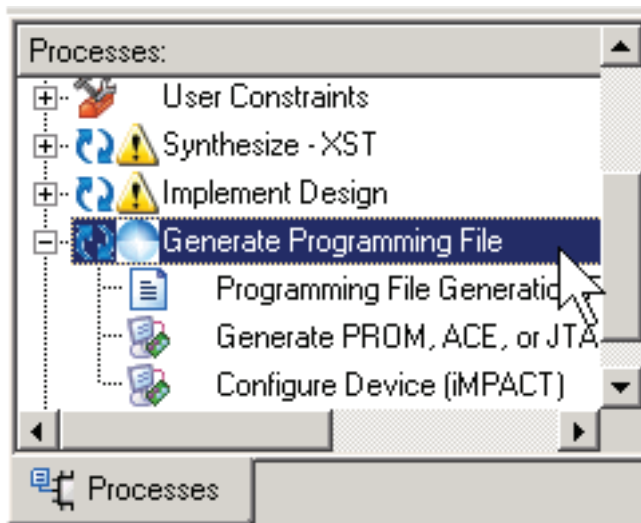 Processes:
User Constraints
Synthesize - XST
Implement Design
Generate Programming File
Programming File Generatio
Generate PROM, ACE, or JTA
Configure Device (iMPACT)
Processes